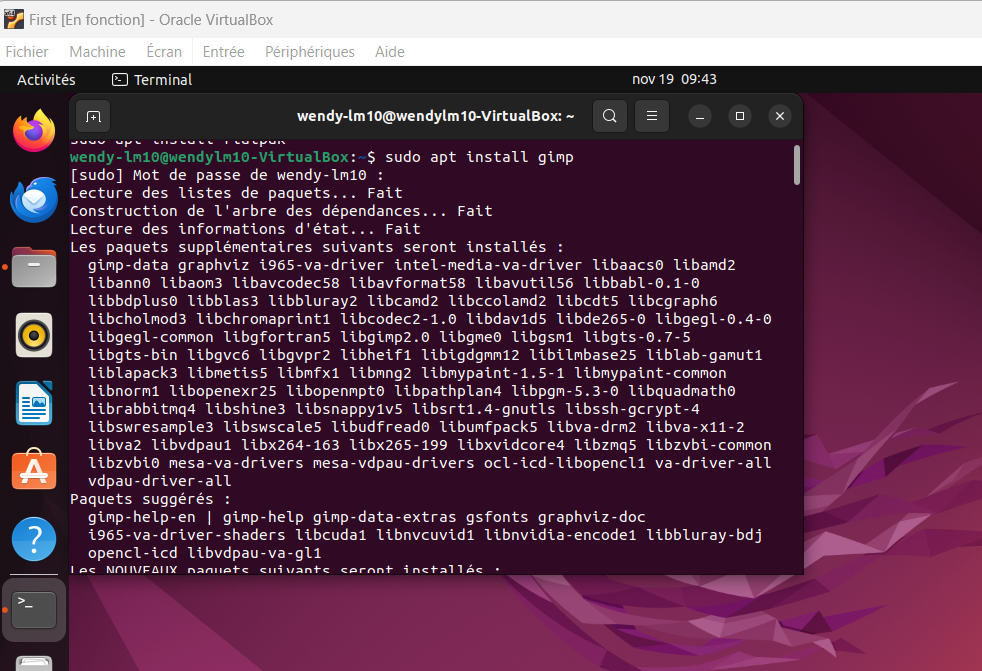 First [En fonction] - Oracle VirtualBox
Fichier Machine Écran Entrée Périphériques Aide
Activités Terminal nov 19 09:43
wendy-lm10@wendylm10-VirtualBox: ~
sudo apt install flatpak
wendy-lm10@wendylm10-VirtualBox:~$ sudo apt install gimp
[sudo] Mot de passe de wendy-lm10 :
Lecture des listes de paquets... Fait
Construction de l'arbre des dépendances... Fait
Lecture des informations d'état... Fait
Les paquets supplémentaires suivants seront installés :
gimp-data graphviz i965-va-driver intel-media-va-driver libaacs0 libamd2
libann0 libaom3 libavcodec58 libavformat58 libavutil56 libbabl-0.1-0
libbdplus0 libblas3 libbluray2 libcamd2 libccolamd2 libcdt5 libcgraph6
libcholmod3 libchromaprint1 libcodec2-1.0 libdav1d5 libde265-0 libgegl-0.4-0
libgegl-common libgfortran5 libgimp2.0 libgme0 libgsm1 libgts-0.7-5
libgts-bin libgvc6 libgvpr2 libheif1 libigdgmm12 libilmbase25 liblab-gamut1
liblapack3 libmetis5 libmfx1 libmng2 libmypaint-1.5-1 libmypaint-common
libnorm1 libopenexr25 libopenmpt0 libpathplan4 libpgm-5.3-0 libquadmath0
librabbitmq4 libshine3 libsnappy1v5 libsrt1.4-gnutls libssh-gcrypt-4
libswresample3 libswscale5 libudfread0 libumfpack5 libva-drm2 libva-x11-2
libva2 libvdpau1 libx264-163 libx265-199 libxvidcore4 libzmq5 libzvbi-common
libzvbi0 mesa-va-drivers mesa-vdpau-drivers ocl-icd-libopencl1 va-driver-all
vdpau-driver-all
Paquets suggérés :
gimp-help-en | gimp-help gimp-data-extras gsfonts graphviz-doc
i965-va-driver-shaders libcuda1 libnvcuvid1 libnvidia-encode1 libbluray-bdj
opencl-icd libvdpau-va-gl1
Les NOUVEAUX paquets suivants seront installés :